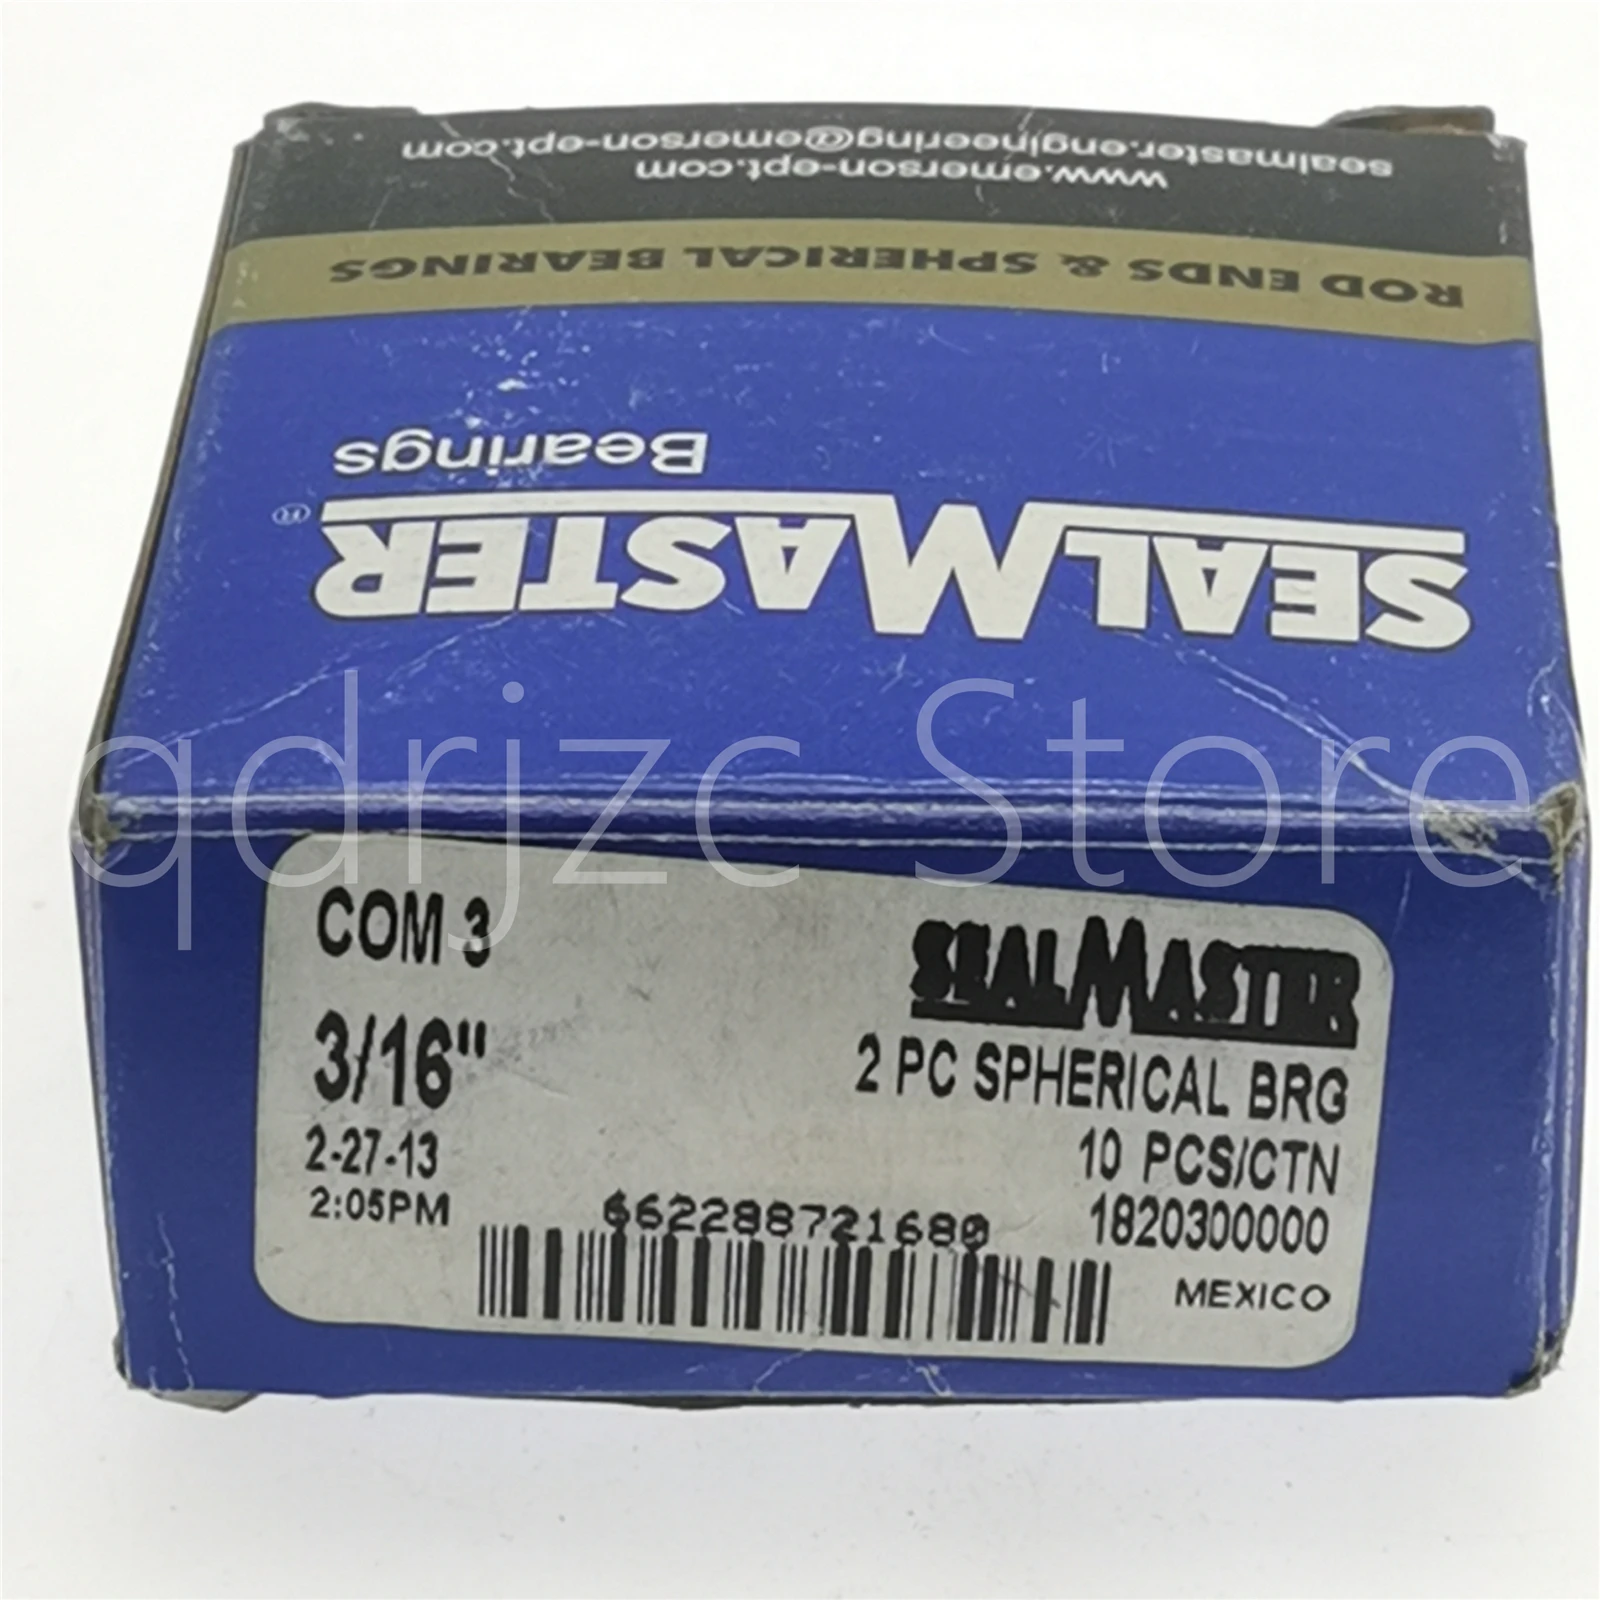 sealmaster.engineering@emerson-ept.com
www.emerson-ept.com
ROD ENDS & SPHERICAL BEARINGS
Bearings
SEALMASTER®
qdrjzc Store
COM 3
SEALMASTER
3/16"
2 PC SPHERICAL BRG
2-27-13
10 PCS/CTN
2:05PM
662288721680
1820300000
MEXICO